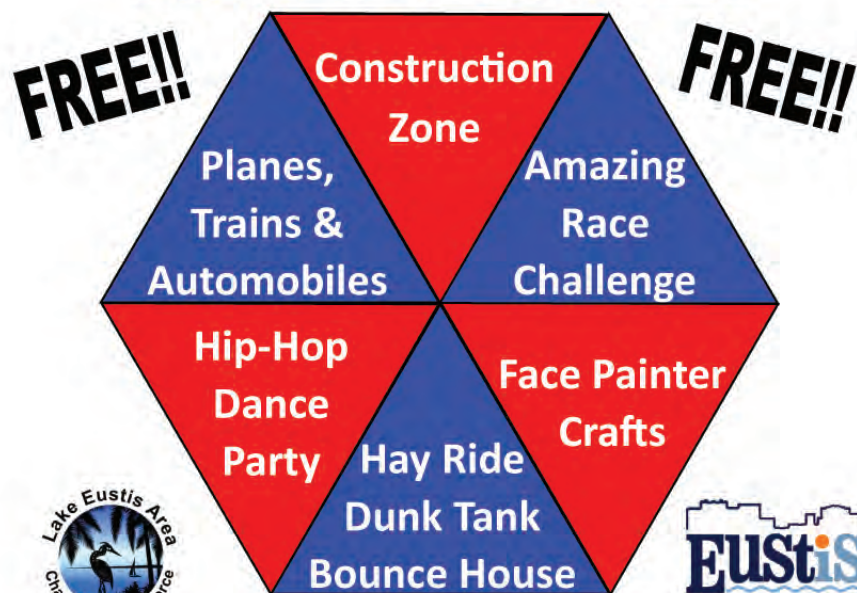 FREE!!
FREE!!
Construction
Zone
Planes,
Trains &
Automobiles
Amazing
Race
Challenge
Hip-Hop
Dance
Party
Face Painter
Crafts
Hay Ride
Dunk Tank
Bounce House
Lake Eustis Area
EUStiS